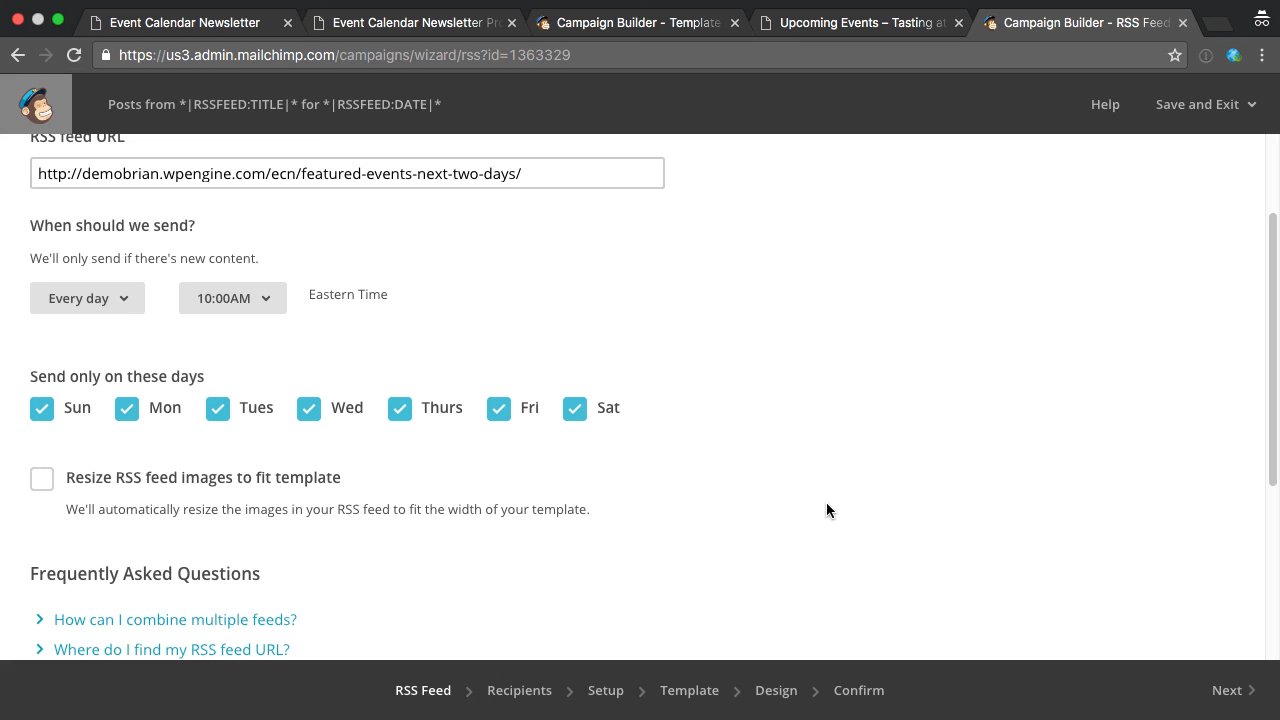 Event Calendar Newsletter
Event Calendar Newsletter Pro
Campaign Builder - Template
Upcoming Events – Tasting at
Campaign Builder - RSS Feed
https://us3.admin.mailchimp.com/campaigns/wizard/rss?id=1363329
Posts from *|RSSFEED:TITLE|* for *|RSSFEED:DATE|*
Help
Save and Exit
RSS feed URL
http://demobrian.wpengine.com/ecn/featured-events-next-two-days/
When should we send?
We'll only send if there's new content.
Every day
10:00AM
Eastern Time
Send only on these days
Sun Mon Tues Wed Thurs Fri Sat
Resize RSS feed images to fit template
We'll automatically resize the images in your RSS feed to fit the width of your template.
Frequently Asked Questions
How can I combine multiple feeds?
Where do I find my RSS feed URL?
RSS Feed Recipients Setup Template Design Confirm
Next